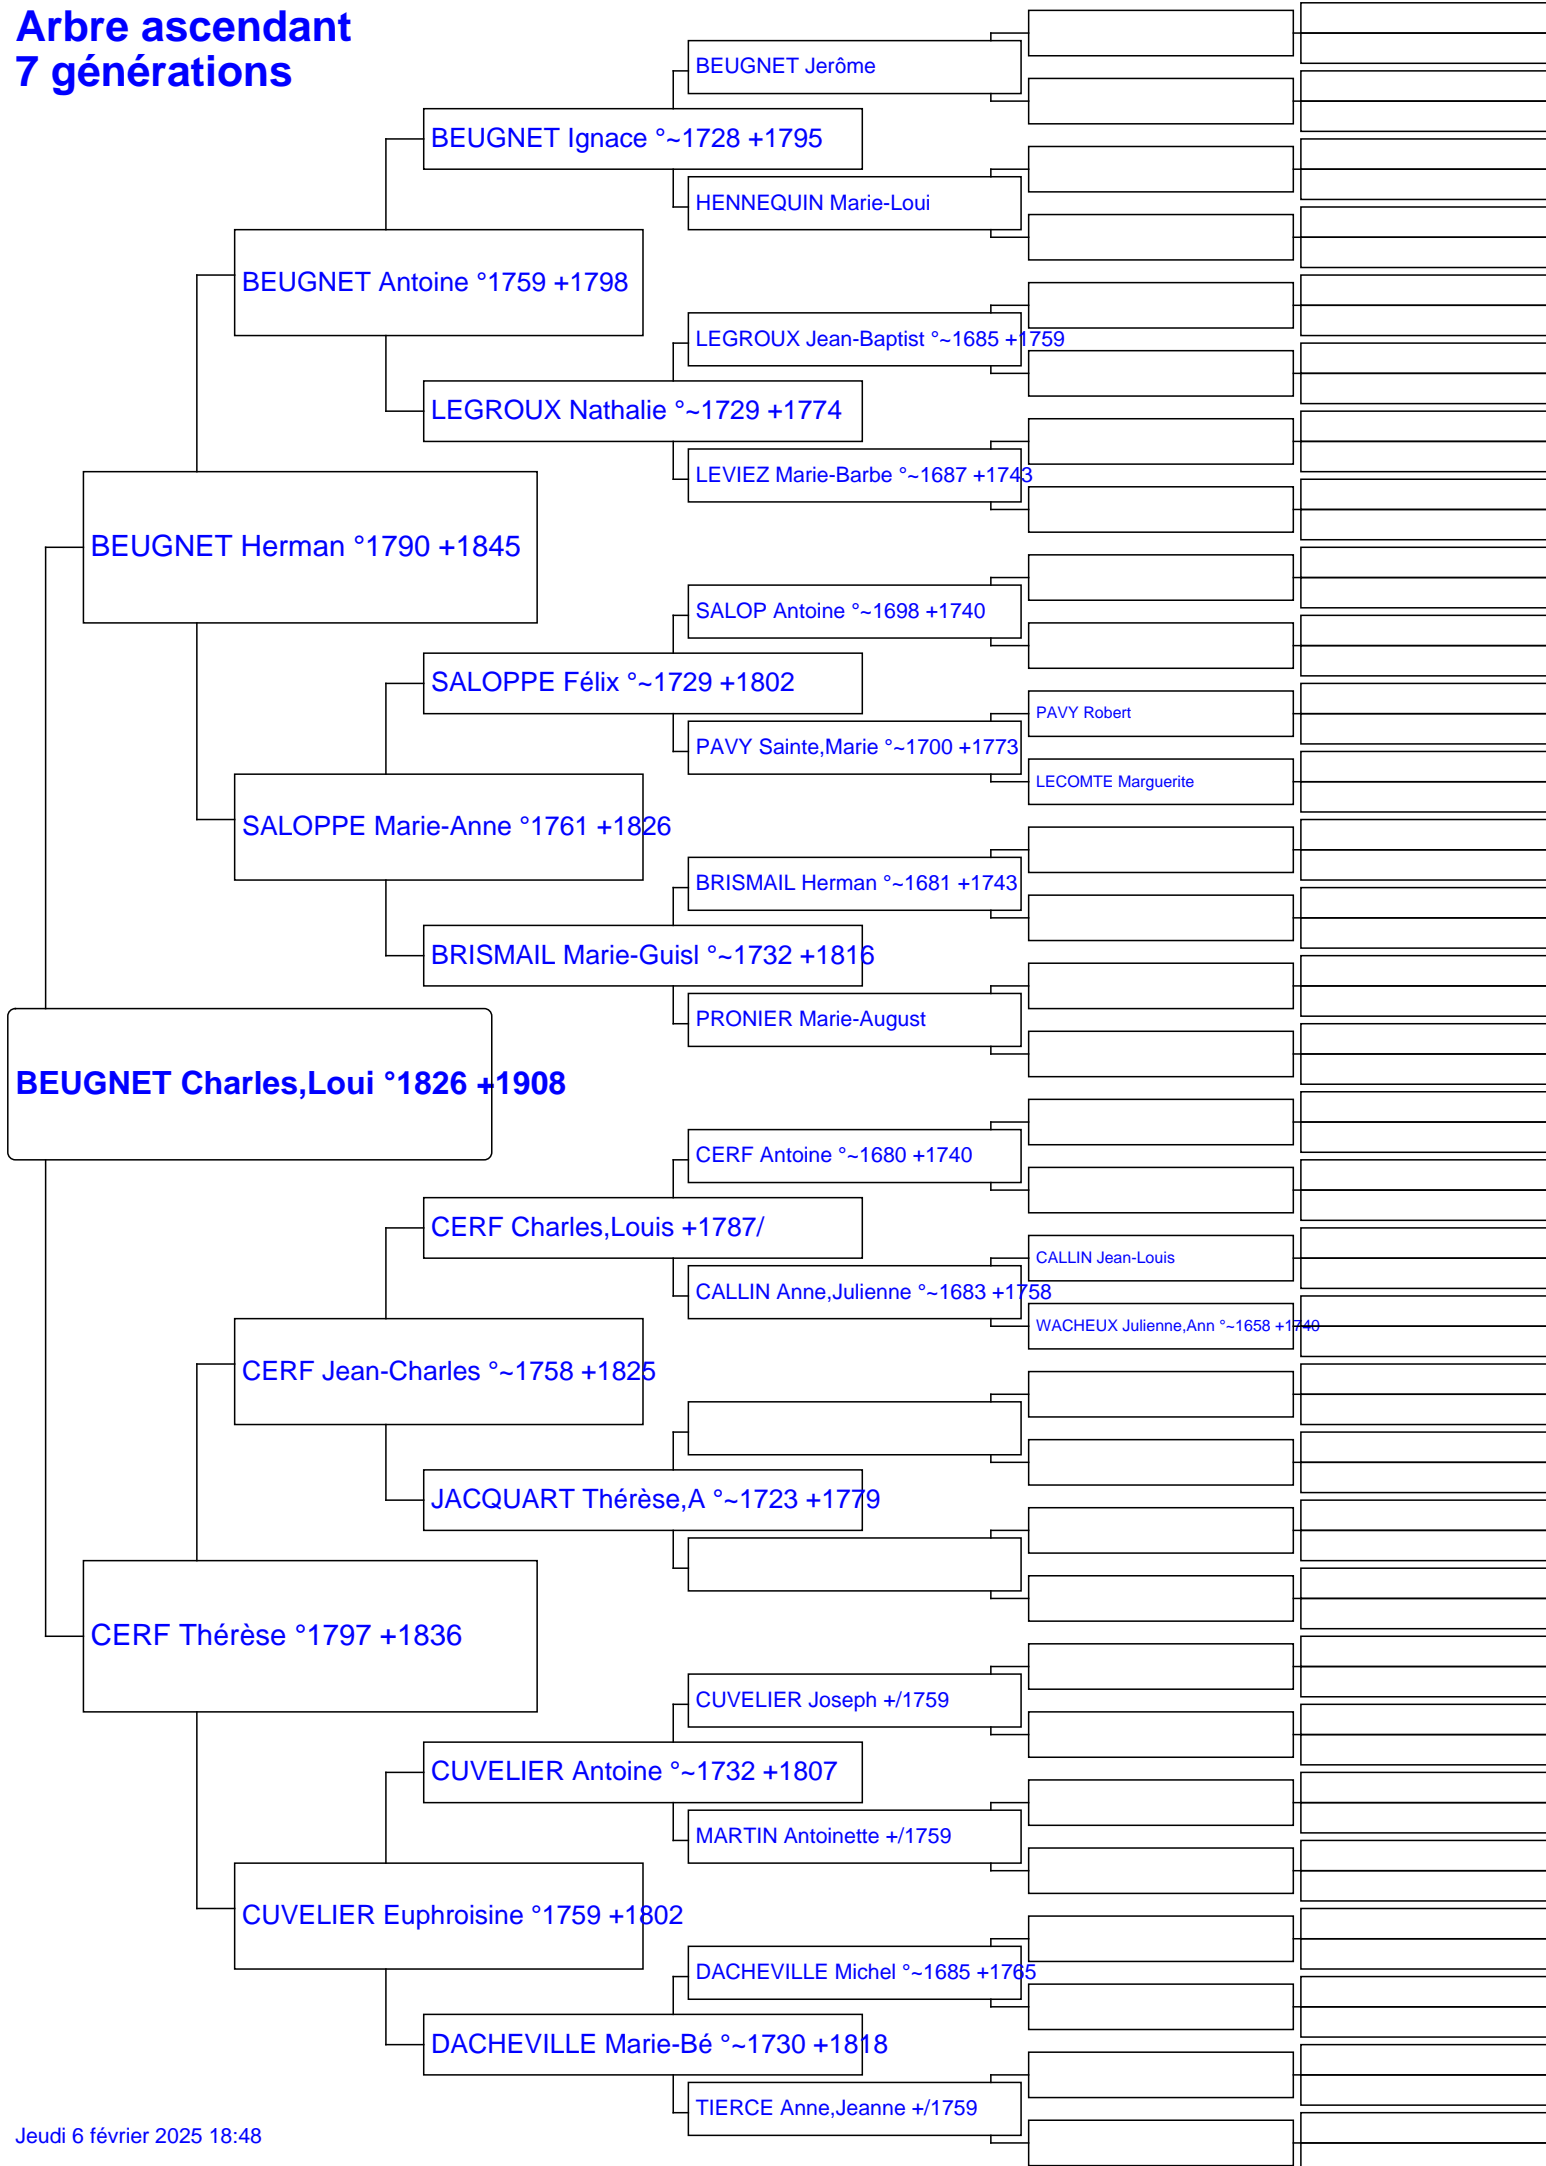 Arbre ascendant
7 générations
BEUGNET Jerôme
BEUGNET Ignace °~1728 +1795
HENNEQUIN Marie-Loui
BEUGNET Antoine °1759 +1798
LEGROUX Jean-Baptist °~1685 +1759
LEGROUX Nathalie °~1729 +1774
LEVIEZ Marie-Barbe °~1687 +1743
BEUGNET Herman °1790 +1845
SALOP Antoine °~1698 +1740
SALOPPE Félix °~1729 +1802
PAVY Robert
PAVY Sainte,Marie °~1700 +1773
LECOMTE Marguerite
SALOPPE Marie-Anne °1761 +1826
BRISMAIL Herman °~1681 +1743
BRISMAIL Marie-Guisl °~1732 +1816
PRONIER Marie-August
BEUGNET Charles,Loui °1826 +1908
CERF Antoine °~1680 +1740
CERF Charles,Louis +1787/
CALLIN Jean-Louis
CALLIN Anne,Julienne °~1683 +1758
WACHEUX Julienne,Ann °~1658 +1740
CERF Jean-Charles °~1758 +1825
JACQUART Thérèse,A °~1723 +1779
CERF Thérèse °1797 +1836
CUVELIER Joseph +/1759
CUVELIER Antoine °~1732 +1807
MARTIN Antoinette +/1759
CUVELIER Euphroisine °1759 +1802
DACHEVILLE Michel °~1685 +1765
DACHEVILLE Marie-Bé °~1730 +1818
TIERCE Anne,Jeanne +/1759
Jeudi 6 février 2025 18:48